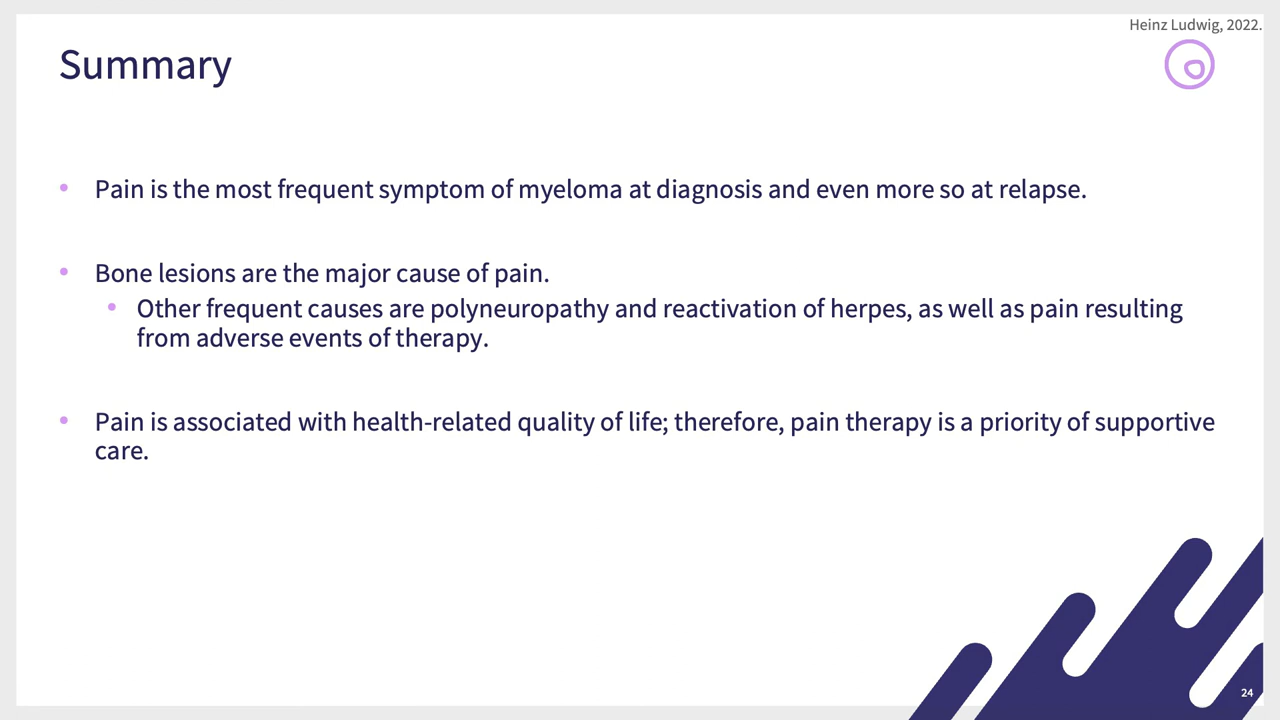 Heinz Ludwig, 2022.
Summary
• Pain is the most frequent symptom of myeloma at diagnosis and even more so at relapse.
• Bone lesions are the major cause of pain.
• Other frequent causes are polyneuropathy and reactivation of herpes, as well as pain resulting
from adverse events of therapy.
• Pain is associated with health-related quality of life; therefore, pain therapy is a priority of supportive
care.
24